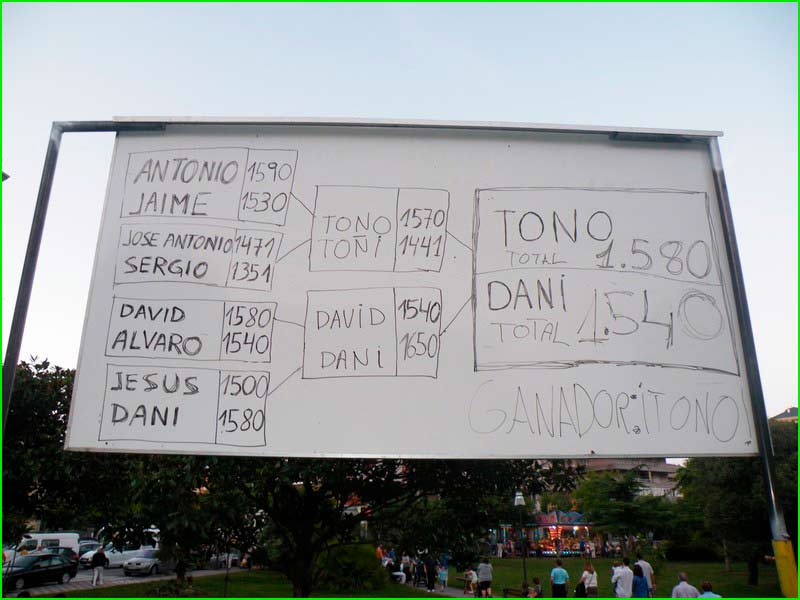 ANTONIO 1590
JAIME 1530
JOSE ANTONIO 1471
SERGIO 1351
DAVID 1580
ALVARO 1540
JESUS 1500
DANI 1580
TONO 1570
TOÑI 1441
DAVID 1540
DANI 1650
TONO
TOTAL 1.580
DANI
TOTAL 1.540
GANADOR: ¡TONO